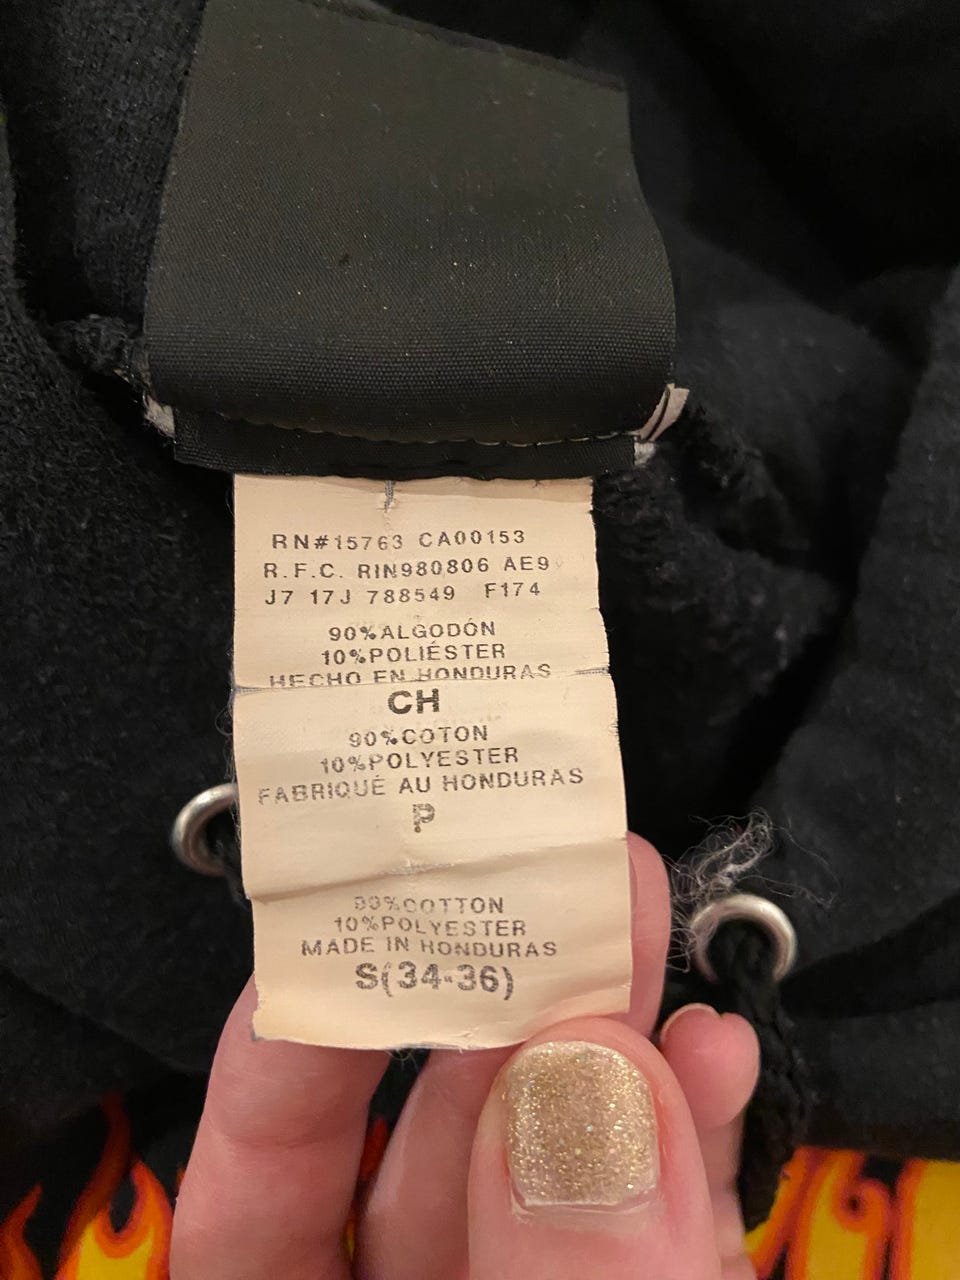 RN#15763 CA00153
R.F.C. RIN980806 AE9
J7 17J 788549 F174
90%ALGODÓN
10%POLIÉSTER
HECHO EN HONDURAS
CH
90%COTON
10%POLYESTER
FABRIQUÉ AU HONDURAS
P
90%COTTON
10%POLYESTER
MADE IN HONDURAS
S(34-36)